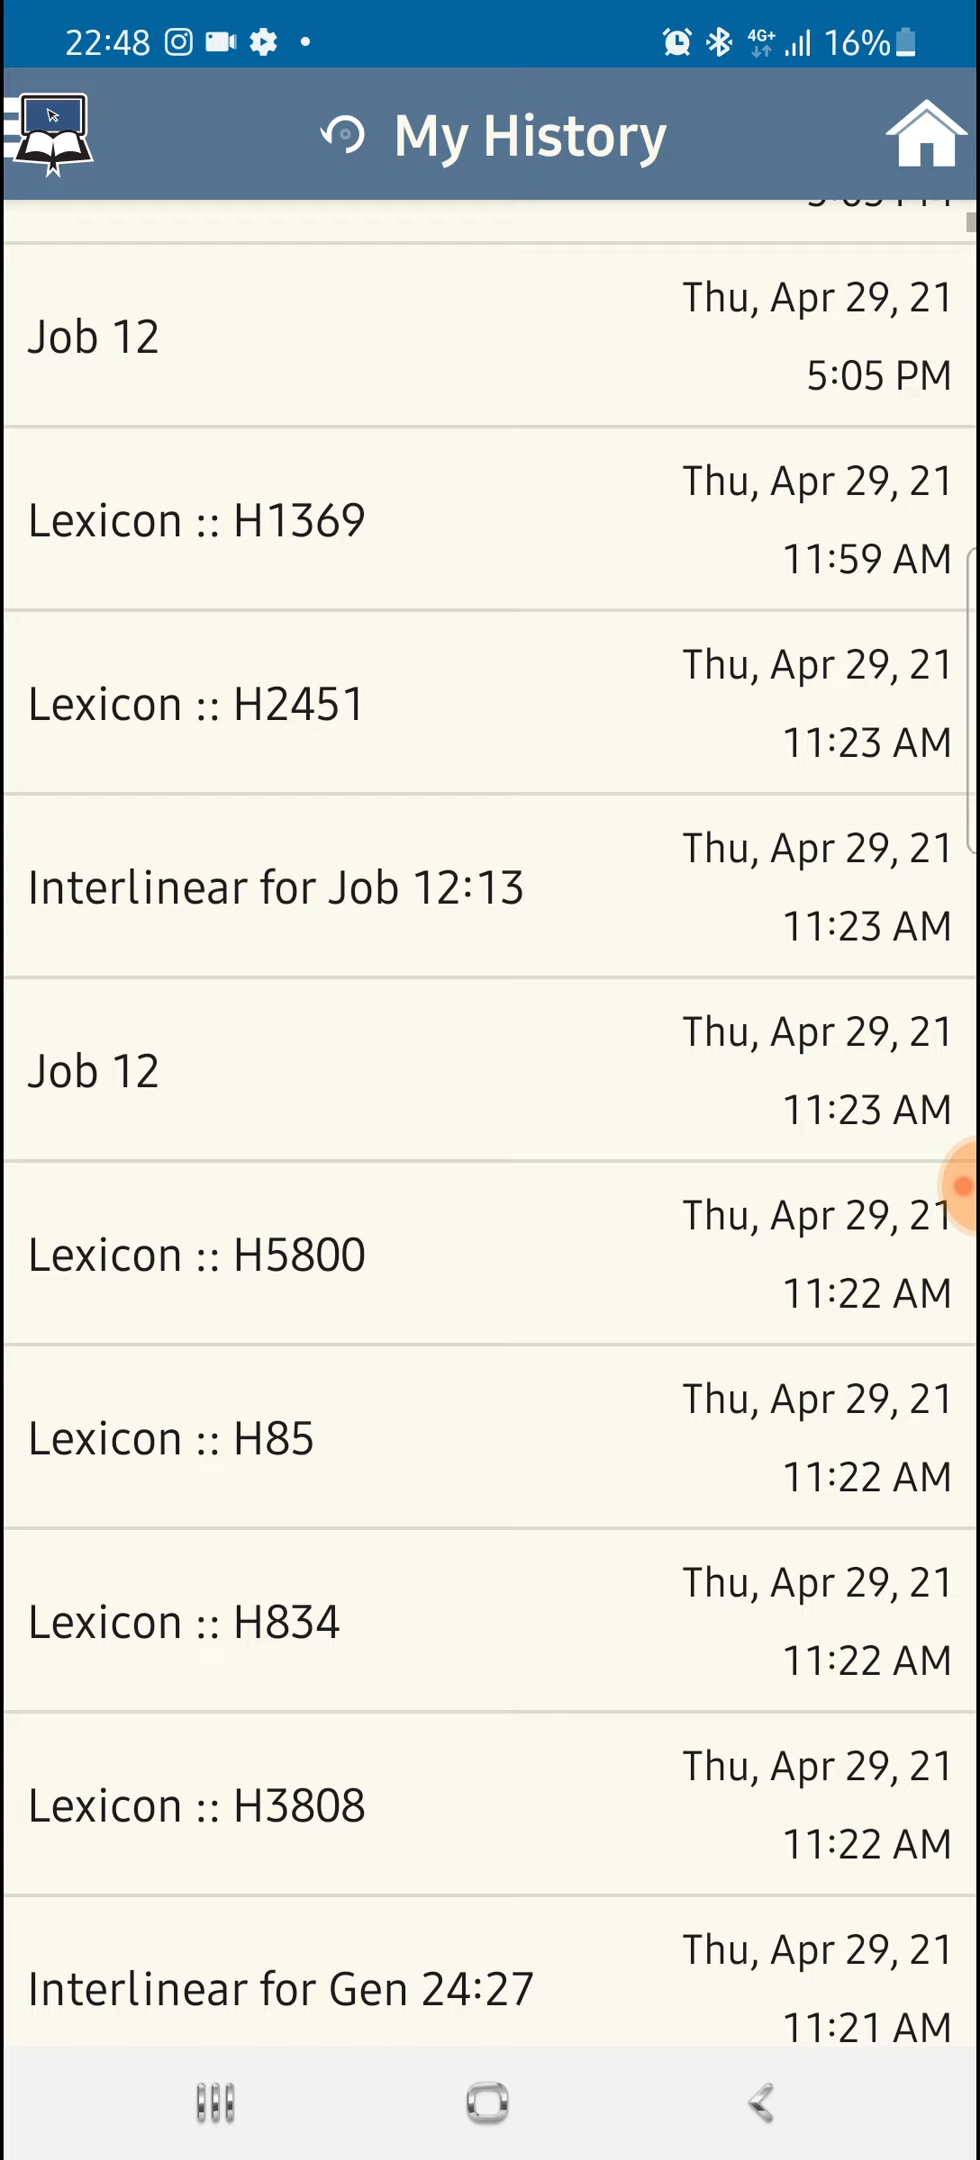 22:48
4G+
16%
My History
Thu, Apr 29, 21
Job 12
5:05 PM
Thu, Apr 29, 21
Lexicon :: H1369
11:59 AM
Thu, Apr 29, 21
Lexicon :: H2451
11:23 AM
Thu, Apr 29, 21
Interlinear for Job 12:13
11:23 AM
Thu, Apr 29, 21
Job 12
11:23 AM
Thu, Apr 29, 21
Lexicon :: H5800
11:22 AM
Thu, Apr 29, 21
Lexicon :: H85
11:22 AM
Thu, Apr 29, 21
Lexicon :: H834
11:22 AM
Thu, Apr 29, 21
Lexicon :: H3808
11:22 AM
Thu, Apr 29, 21
Interlinear for Gen 24:27
11:21 AM